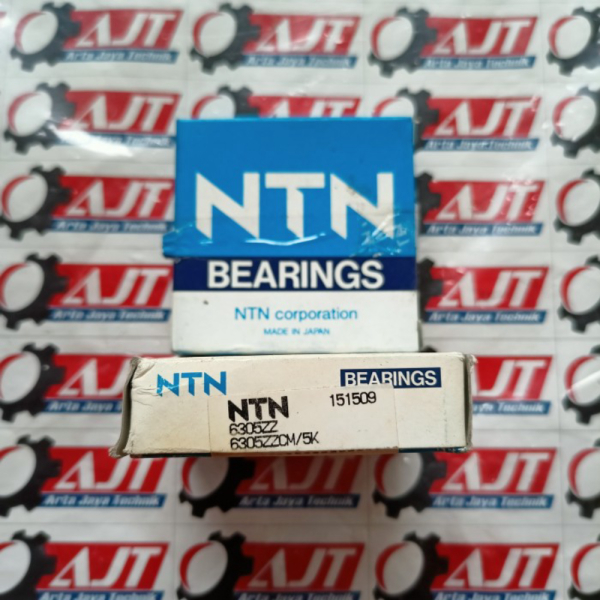 NTN
BEARINGS
NTN corporation
MADE IN JAPAN
NTN
BEARINGS
NTN
151509
6305ZZ
6305ZZCM/5K
AJT
Arta Jaya Technik